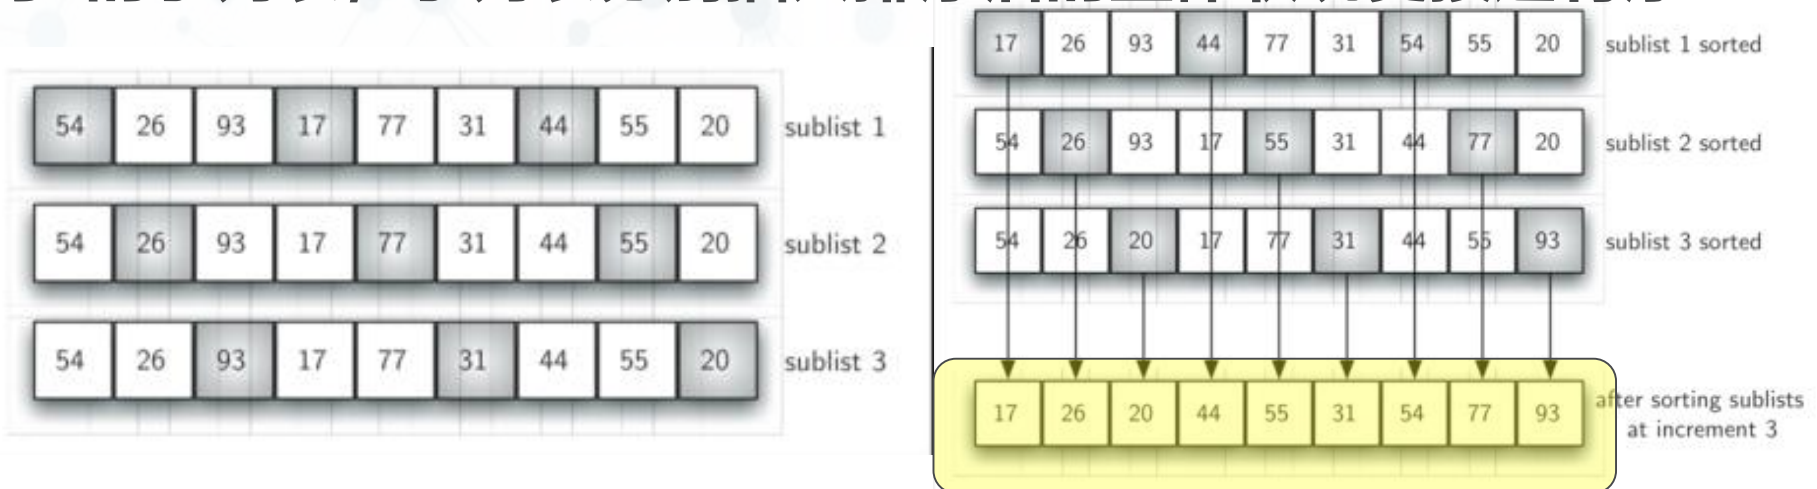 54 26 93 17 77 31 44 55 20 sublist 1
54 26 93 17 77 31 44 55 20 sublist 2
54 26 93 17 77 31 44 55 20 sublist 3
17 26 93 44 77 31 54 55 20 sublist 1 sorted
54 26 93 17 55 31 44 77 20 sublist 2 sorted
54 26 20 17 77 31 44 55 93 sublist 3 sorted
17 26 20 44 55 31 54 77 93 after sorting sublists
at increment 3